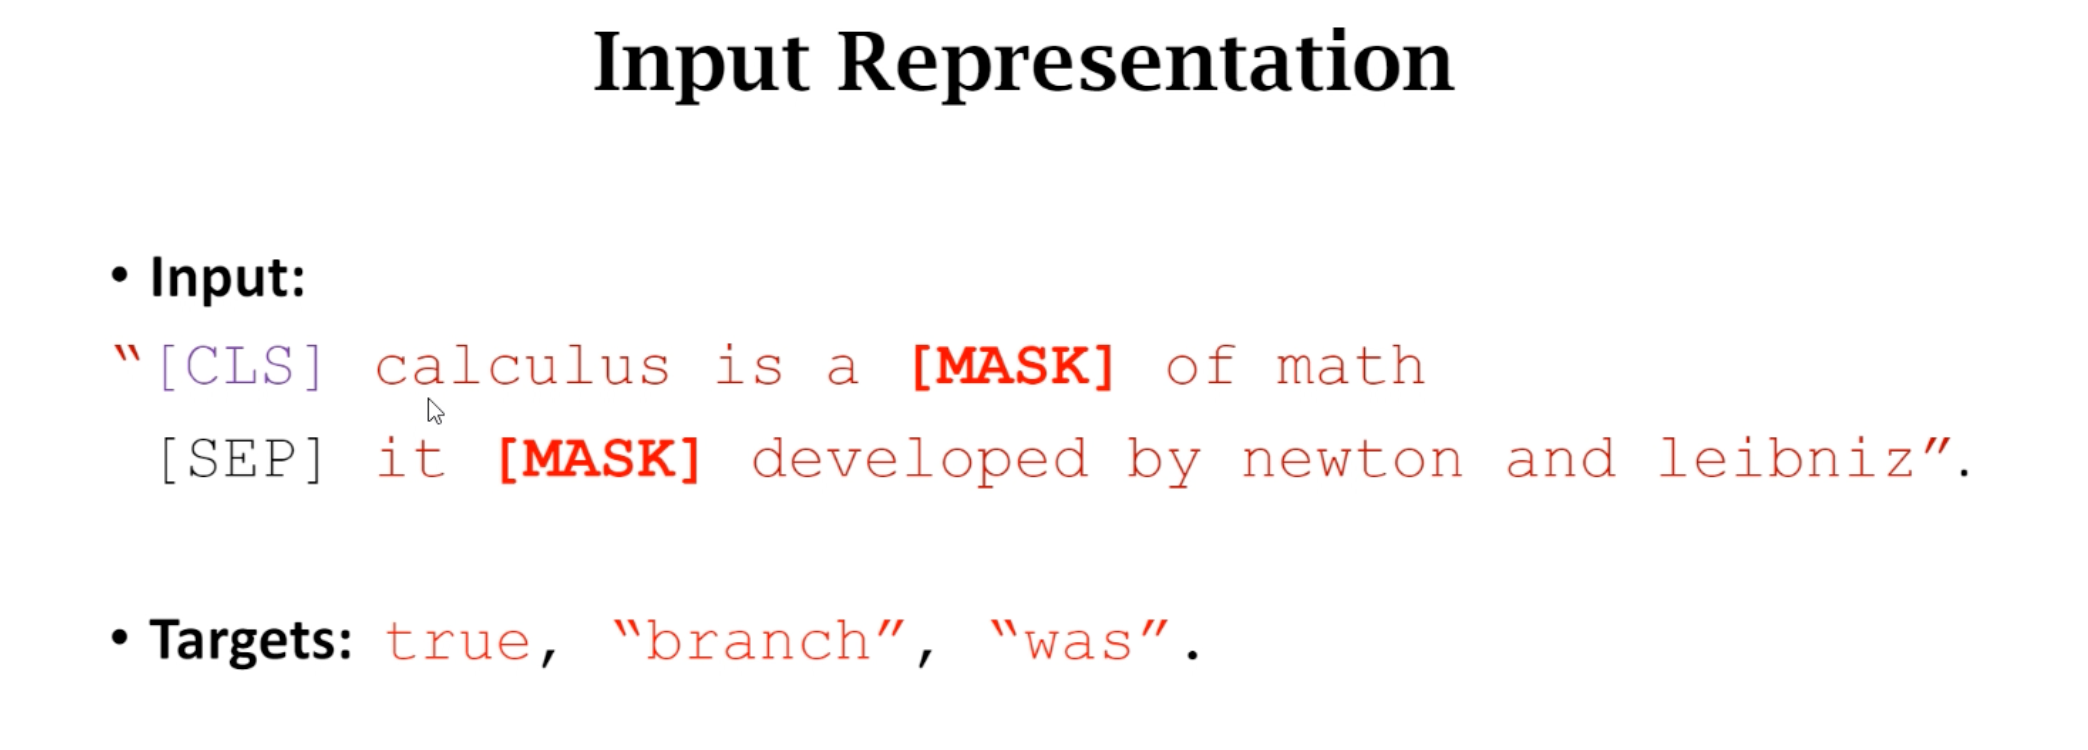 Input Representation
• Input:
“[CLS] calculus is a [MASK] of math
[SEP] it [MASK] developed by newton and leibniz”.
• Targets: true, “branch”, “was”.